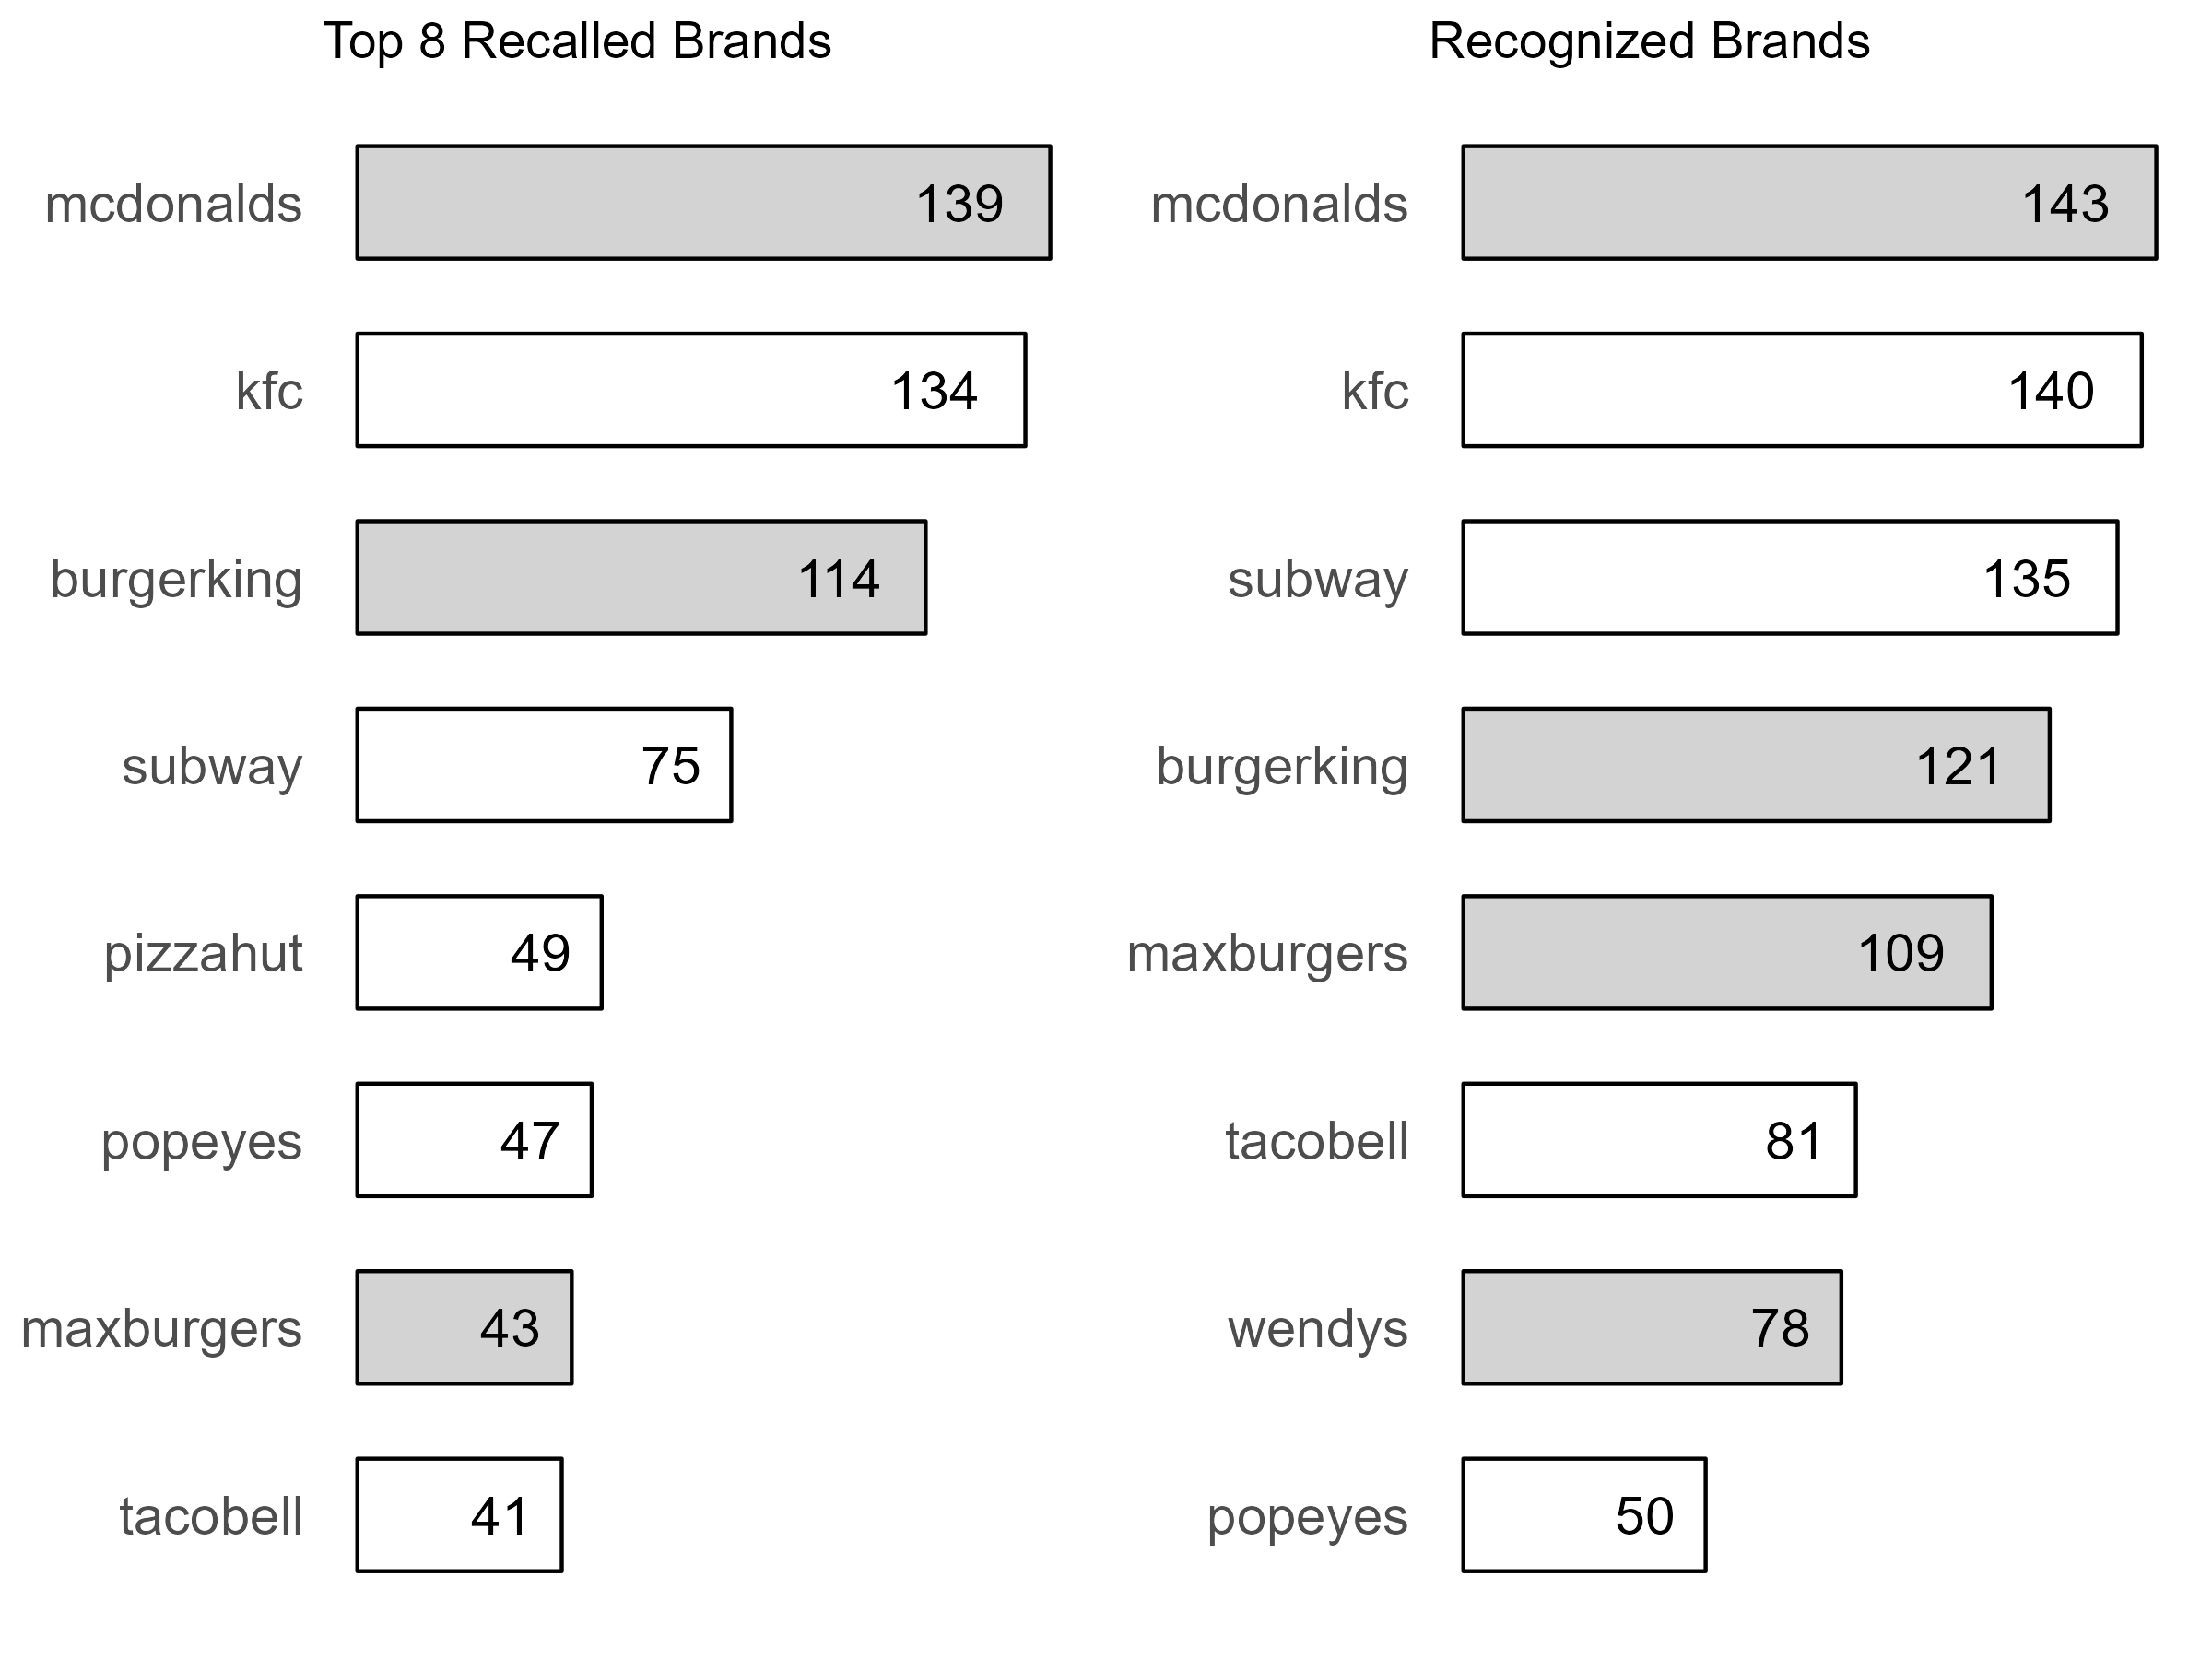 Top 8 Recalled Brands
mcdonalds 139
kfc 134
burgerking 114
subway 75
pizzahut 49
popeyes 47
maxburgers 43
tacobell 41
Recognized Brands
mcdonalds 143
kfc 140
subway 135
burgerking 121
maxburgers 109
tacobell 81
wendys 78
popeyes 50